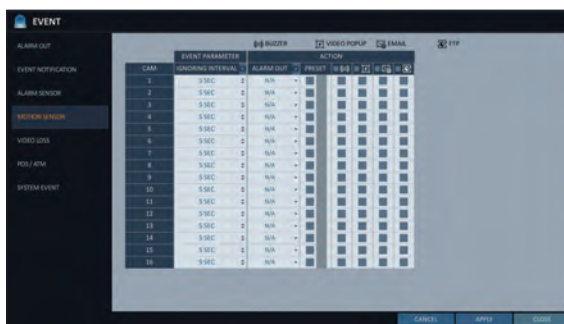 EVENT
ALARM OUT
EVENT NOTIFICATION
ALARM SENSOR
MOTION SENSOR
VIDEO LOSS
POS / ATM
SYSTEM EVENT
BUZZER VIDEO POPUP EMAIL FTP
EVENT PARAMETER ACTION
CAM IGNORING INTERVAL ALARM OUT PRESET
1 5 SEC N/A
2 5 SEC N/A
3 5 SEC N/A
4 5 SEC N/A
5 5 SEC N/A
6 5 SEC N/A
7 5 SEC N/A
8 5 SEC N/A
9 5 SEC N/A
10 5 SEC N/A
11 5 SEC N/A
12 5 SEC N/A
13 5 SEC N/A
14 5 SEC N/A
15 5 SEC N/A
16 5 SEC N/A
CANCEL APPLY CLOSE